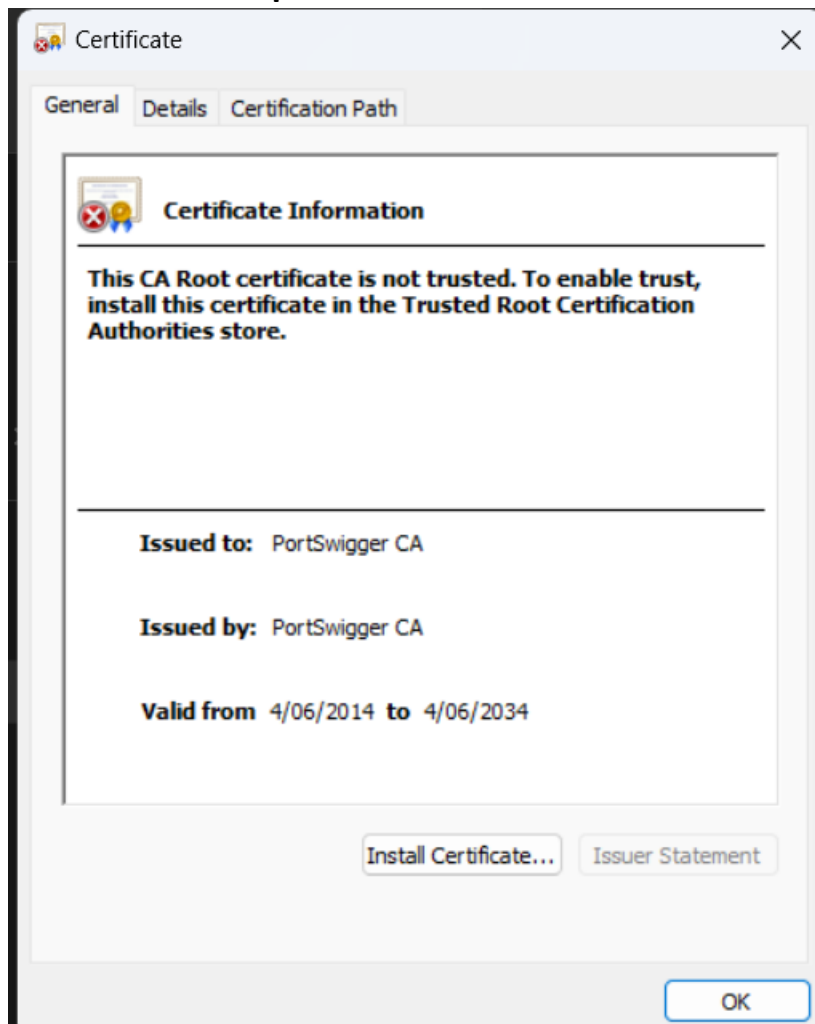 Certificate
General Details Certification Path
Certificate Information
This CA Root certificate is not trusted. To enable trust,
install this certificate in the Trusted Root Certification
Authorities store.
Issued to: PortSwigger CA
Issued by: PortSwigger CA
Valid from 4/06/2014 to 4/06/2034
Install Certificate... Issuer Statement
OK